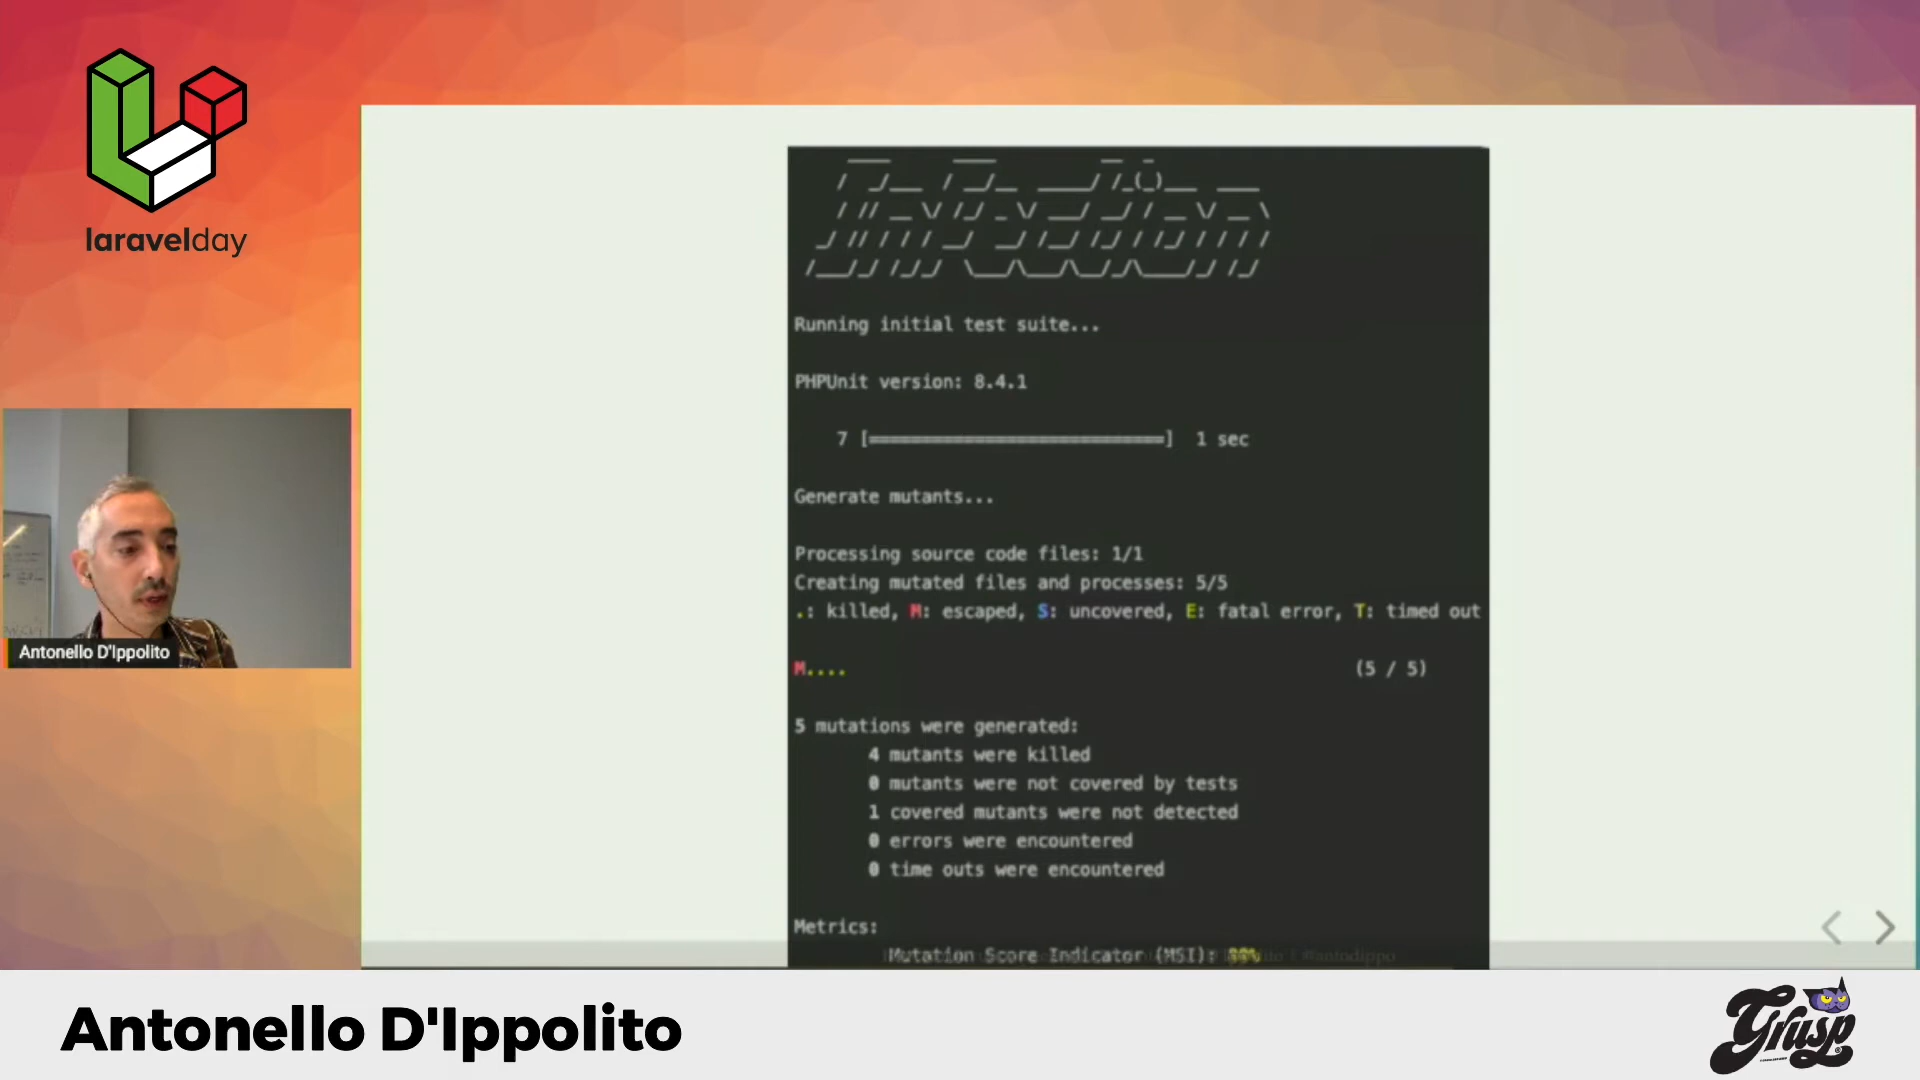 laravelday
Running initial test suite...
PHPUnit version: 8.4.1
7 [============================] 1 sec
Generate mutants...
Processing source code files: 1/1
Creating mutated files and processes: 5/5
.: killed, M: escaped, S: uncovered, E: fatal error, T: timed out
M.... (5 / 5)
5 mutations were generated:
4 mutants were killed
0 mutants were not covered by tests
1 covered mutants were not detected
0 errors were encountered
0 time outs were encountered
Metrics:
Mutation Score Indicator (MSI): 80%
Antonello D'Ippolito
Antonello D'Ippolito
Grusp